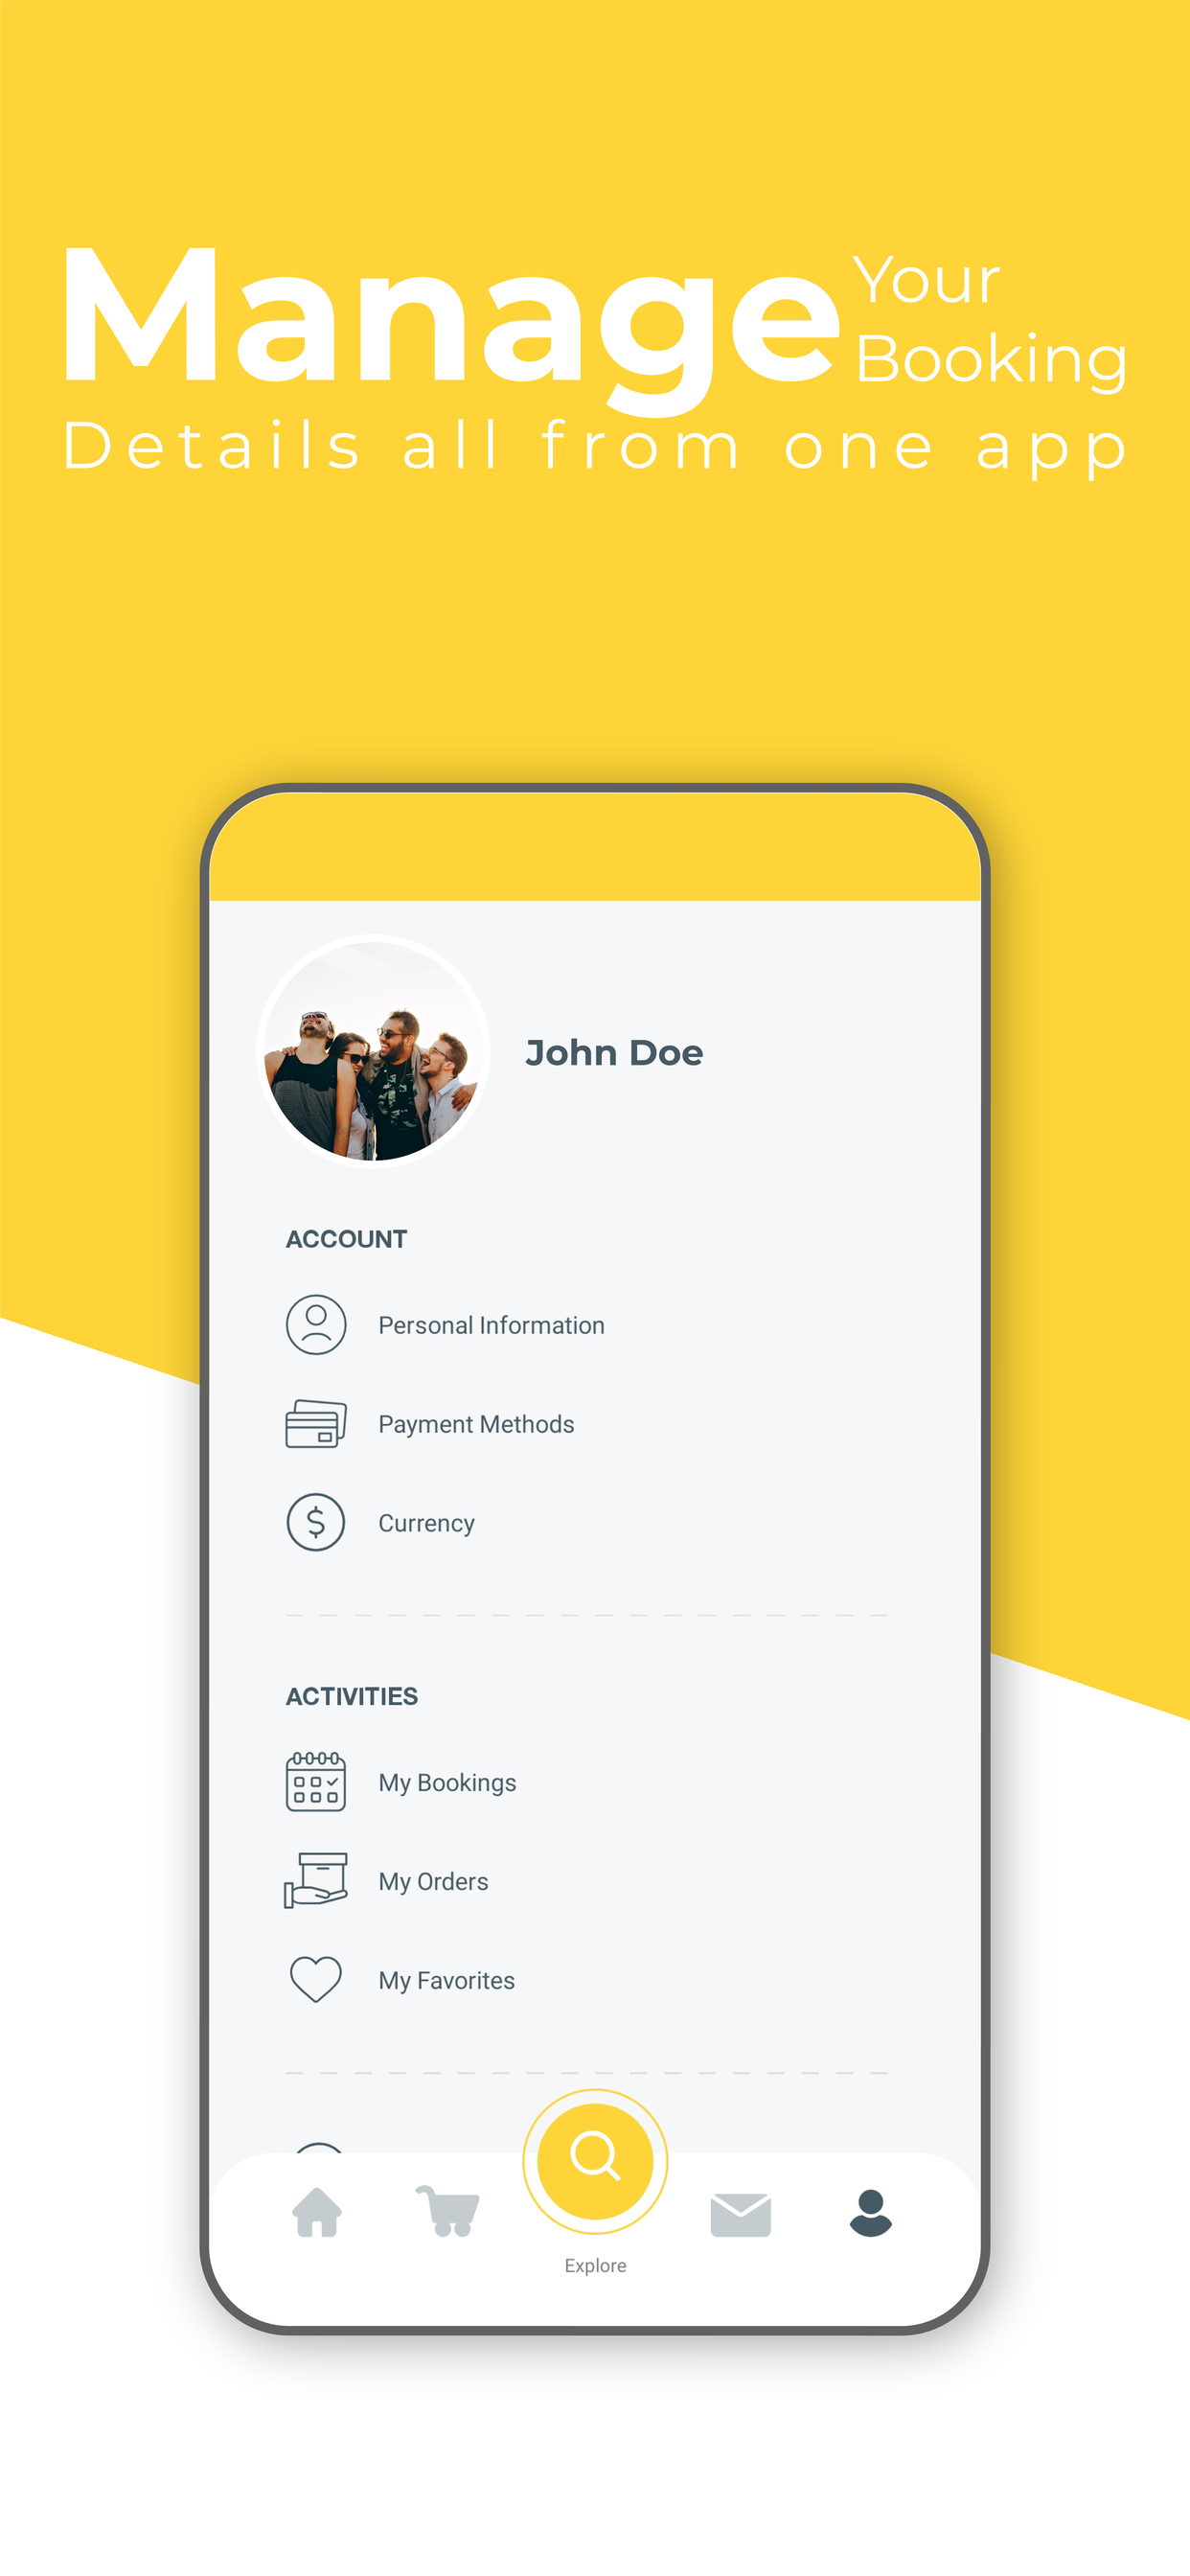 Manage Your
Booking
Details all from one app
John Doe
ACCOUNT
Personal Information
Payment Methods
$
Currency
ACTIVITIES
My Bookings
My Orders
My Favorites
Explore